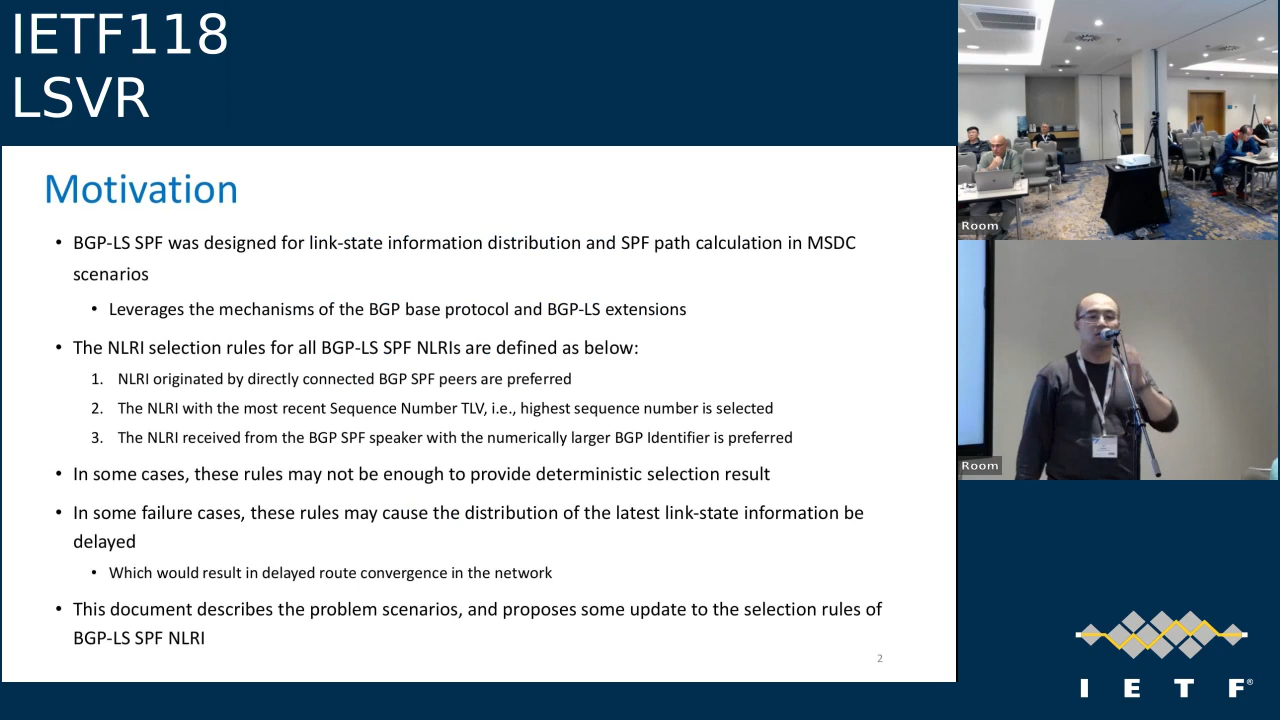 IETF118
LSVR
Motivation
• BGP-LS SPF was designed for link-state information distribution and SPF path calculation in MSDC
scenarios
• Leverages the mechanisms of the BGP base protocol and BGP-LS extensions
• The NLRI selection rules for all BGP-LS SPF NLRIs are defined as below:
1. NLRI originated by directly connected BGP SPF peers are preferred
2. The NLRI with the most recent Sequence Number TLV, i.e., highest sequence number is selected
3. The NLRI received from the BGP SPF speaker with the numerically larger BGP Identifier is preferred
• In some cases, these rules may not be enough to provide deterministic selection result
• In some failure cases, these rules may cause the distribution of the latest link-state information be
delayed
• Which would result in delayed route convergence in the network
• This document describes the problem scenarios, and proposes some update to the selection rules of
BGP-LS SPF NLRI
2
Room
Room
I E T F®